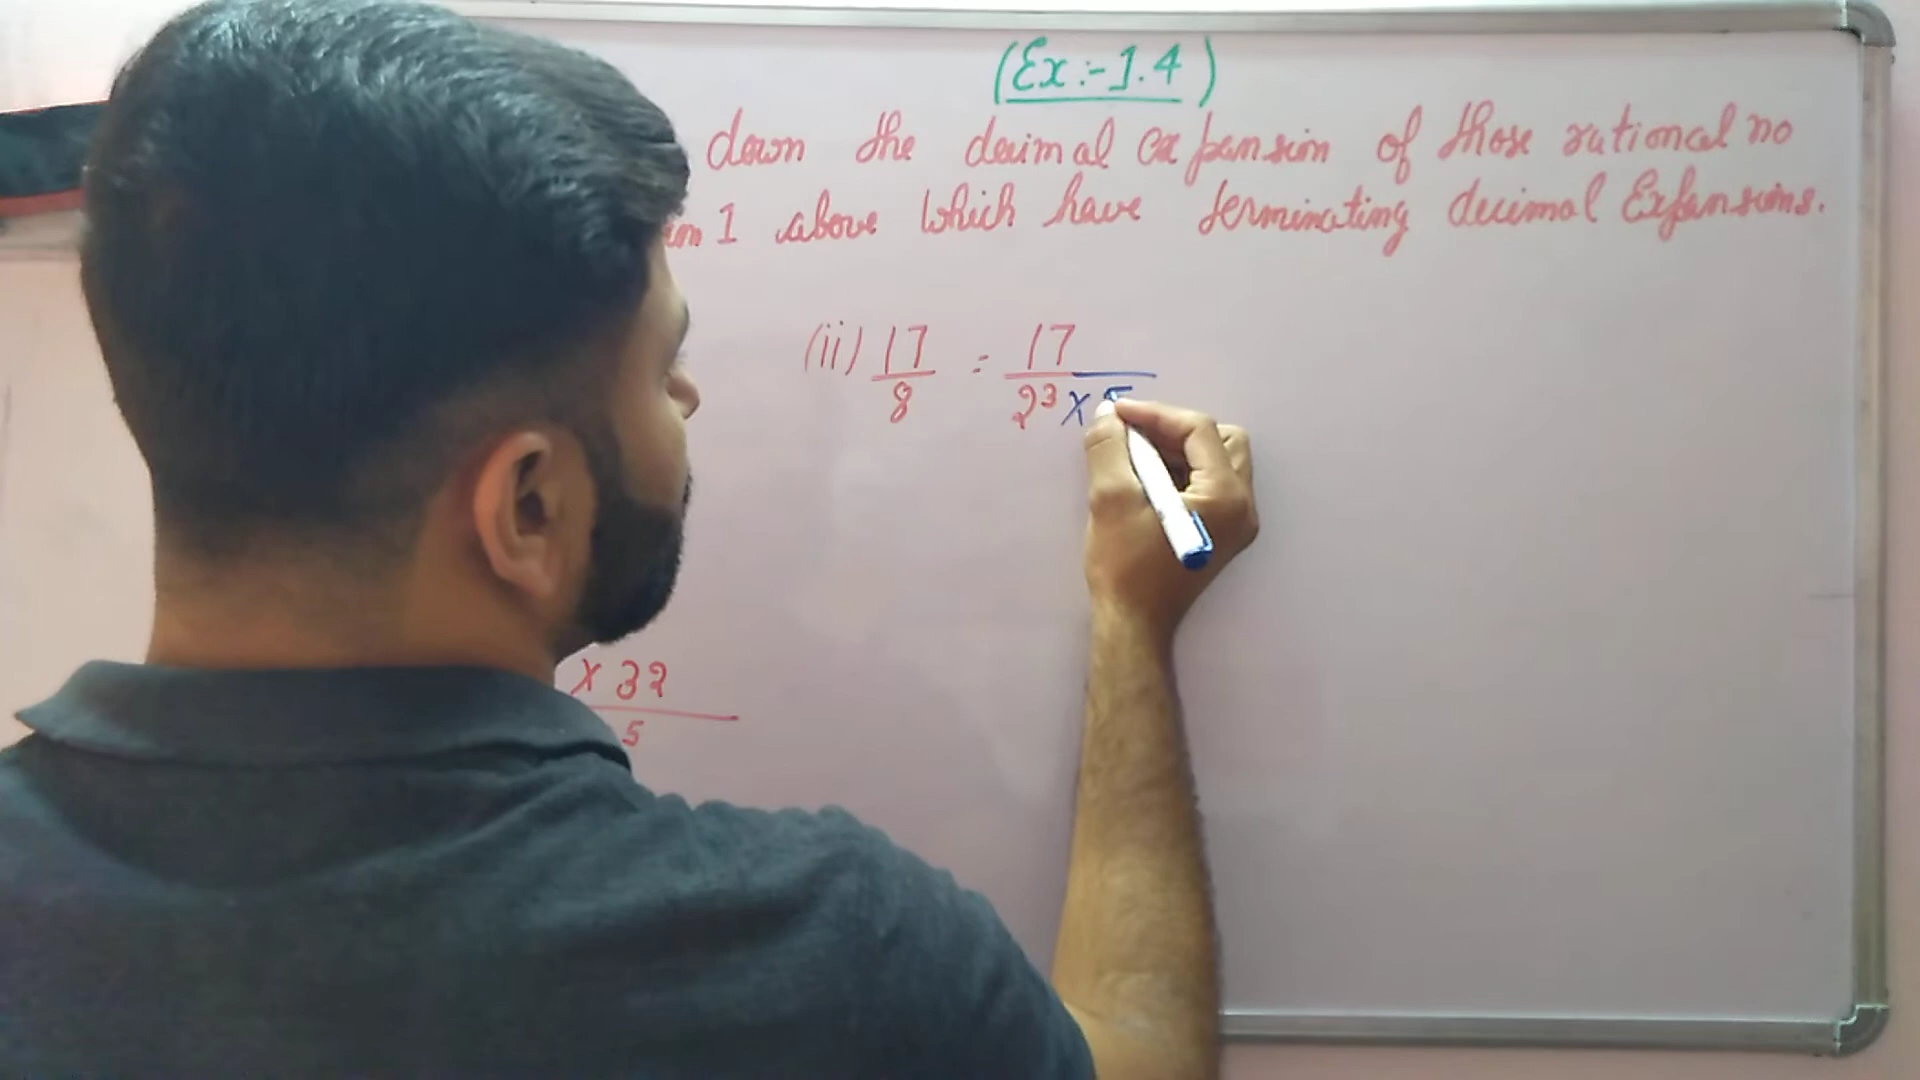 (Ex:-1.4)
down the decimal expansion of those rational no
1 above which have terminating decimal Expansions.
(ii) 17/8 = 17/2³ x 5
x 32
5